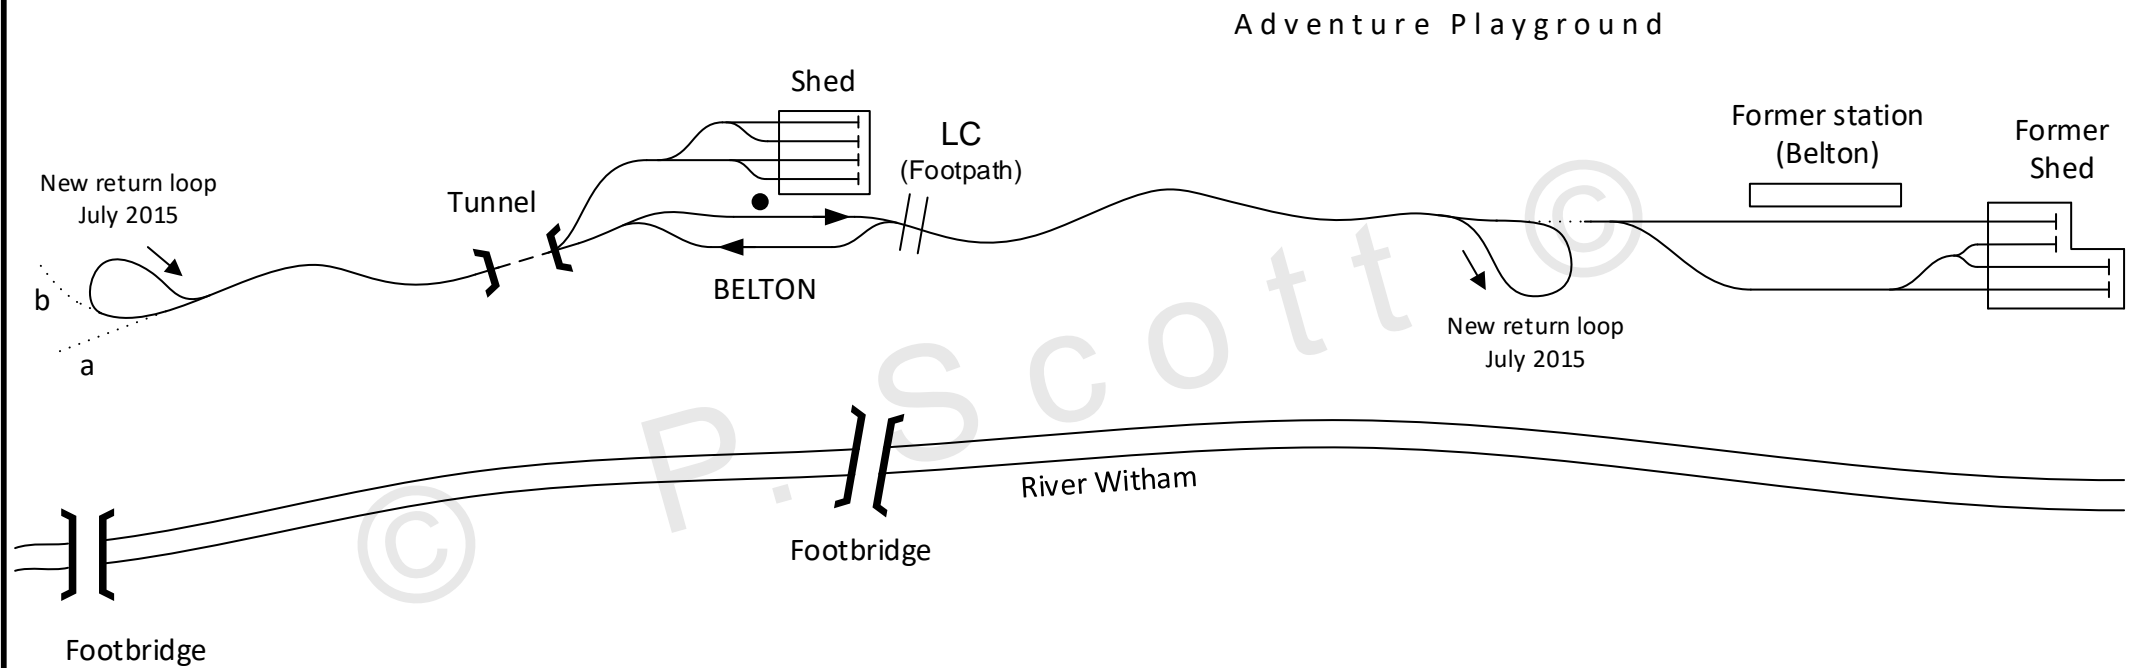 Adventure Playground
Shed
LC
(Footpath)
Former station
(Belton)
Former
Shed
New return loop
July 2015
Tunnel
BELTON
b
a
New return loop
July 2015
River Witham
Footbridge
Footbridge
© P. Scott ©